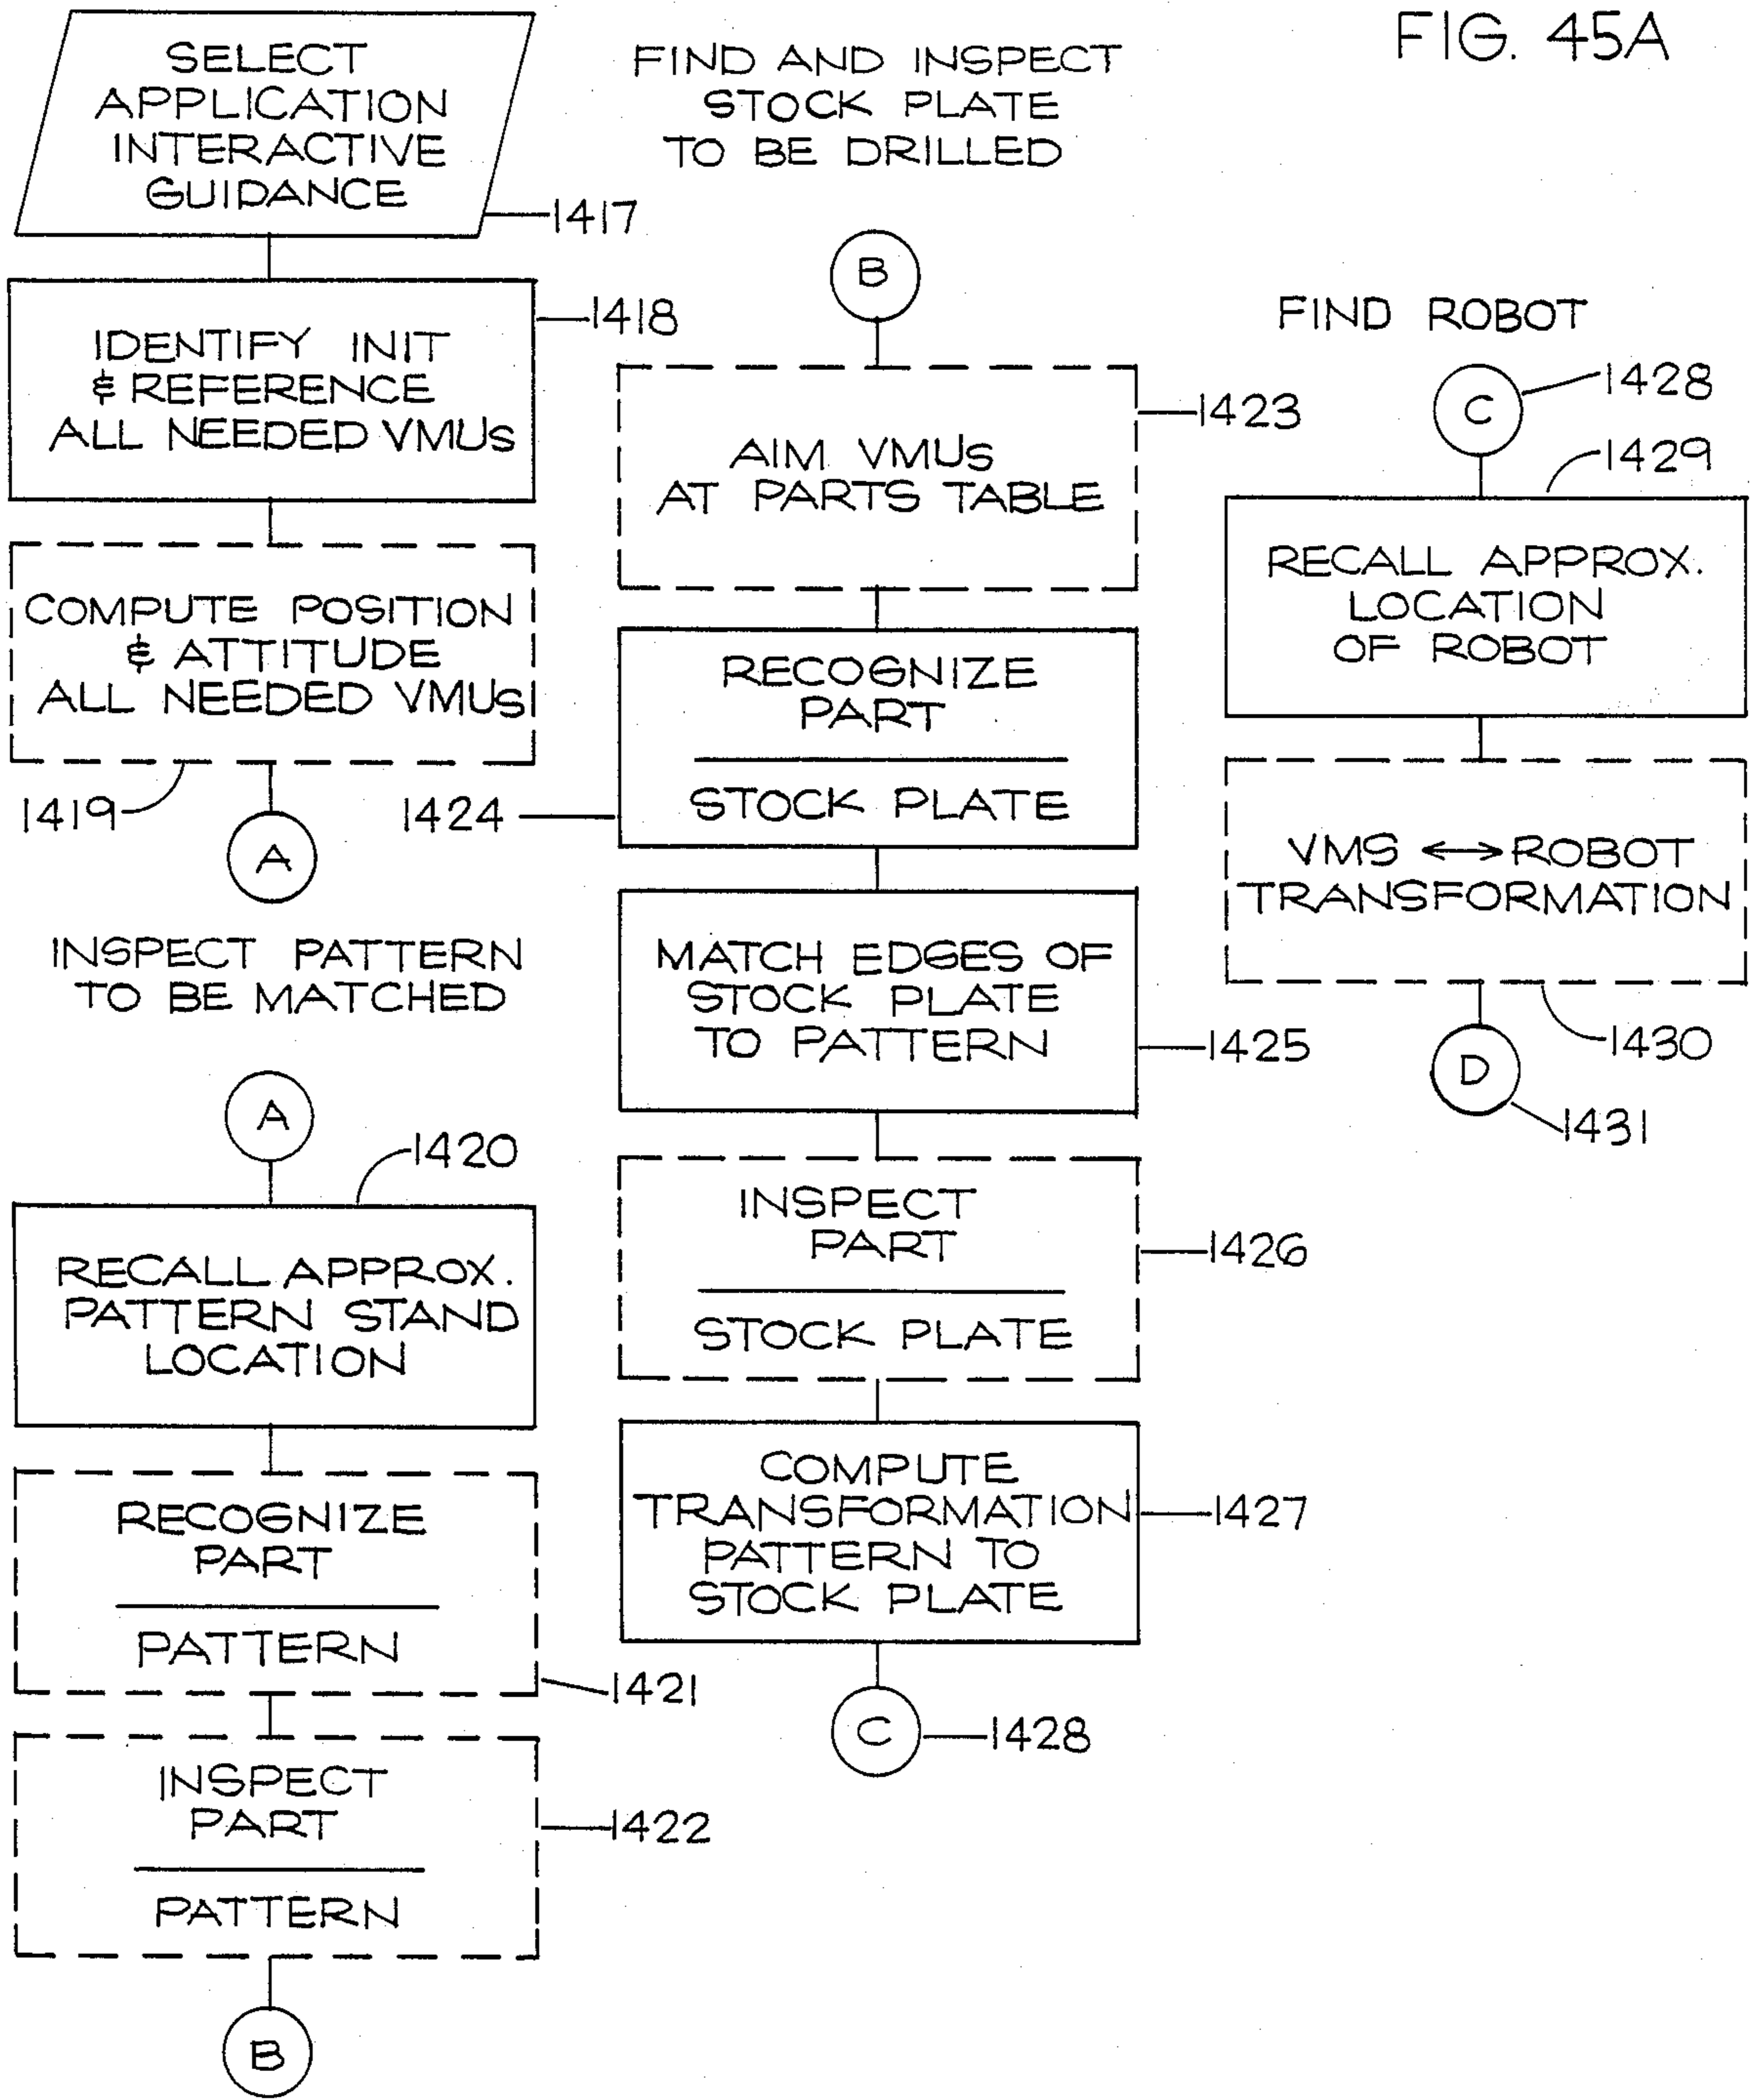 FIG. 45A
SELECT
APPLICATION
INTERACTIVE
GUIDANCE
1417
IDENTIFY INIT
& REFERENCE
ALL NEEDED VMUs
1418
COMPUTE POSITION
& ATTITUDE
ALL NEEDED VMUs
1419
A
INSPECT PATTERN
TO BE MATCHED
A
1420
RECALL APPROX.
PATTERN STAND
LOCATION
RECOGNIZE
PART
PATTERN
1421
INSPECT
PART
PATTERN
1422
B
FIND AND INSPECT
STOCK PLATE
TO BE DRILLED
B
AIM VMUs
AT PARTS TABLE
1423
RECOGNIZE
PART
STOCK PLATE
1424
MATCH EDGES OF
STOCK PLATE
TO PATTERN
1425
INSPECT
PART
STOCK PLATE
1426
COMPUTE
TRANSFORMATION
PATTERN TO
STOCK PLATE
1427
C
1428
FIND ROBOT
C
1428
1429
RECALL APPROX.
LOCATION
OF ROBOT
VMS ↔ ROBOT
TRANSFORMATION
1430
D
1431